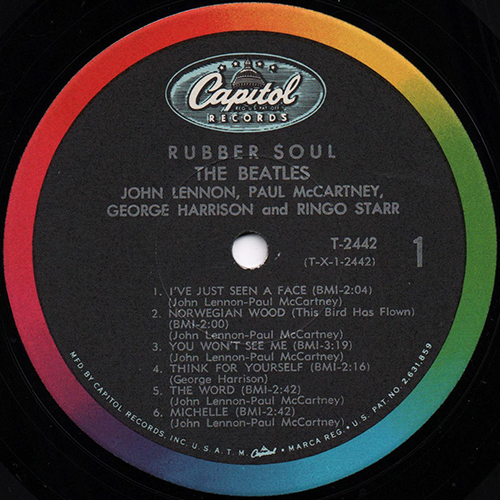 Capitol
RECORDS
RUBBER SOUL
THE BEATLES
JOHN LENNON, PAUL McCARTNEY,
GEORGE HARRISON and RINGO STARR
T-2442
(T-X-1-2442)
1
1. I'VE JUST SEEN A FACE (BMI-2:04)
(John Lennon-Paul McCartney)
2. NORWEGIAN WOOD (This Bird Has Flown)
(BMI-2:00)
(John Lennon-Paul McCartney)
3. YOU WON'T SEE ME (BMI-3:19)
(John Lennon-Paul McCartney)
4. THINK FOR YOURSELF (BMI-2:16)
(George Harrison)
5. THE WORD (BMI-2:42)
(John Lennon-Paul McCartney)
6. MICHELLE (BMI-2:42)
(John Lennon-Paul McCartney)
MFD. BY CAPITOL RECORDS, INC. U.S.A. T.M. Capitol MARCA REG. • U.S. PAT. NO. 2,631,859